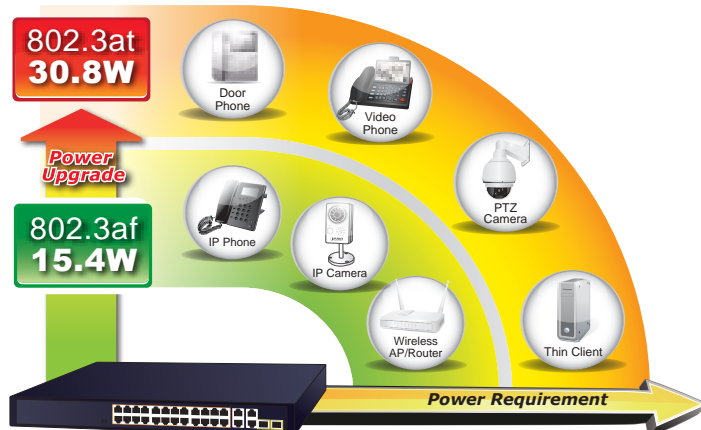 802.3at
30.8W
Door
Phone
Video
Phone
Power
Upgrade
PTZ
Camera
802.3af
15.4W
IP Phone
IP Camera
Wireless
AP/Router
Thin Client
Power Requirement